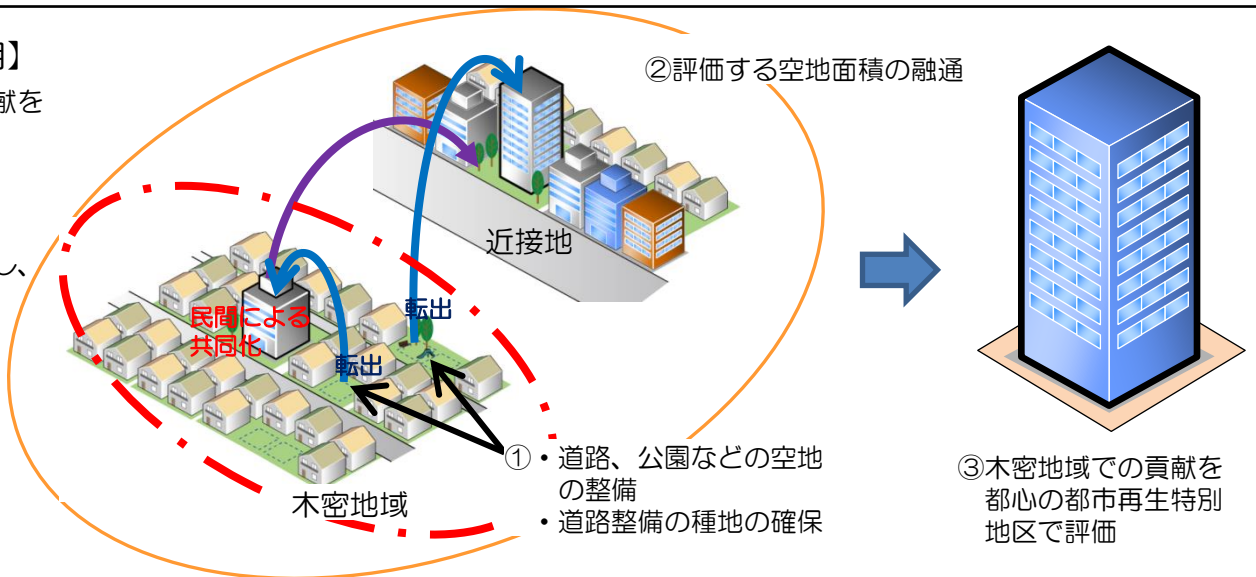 】
献を
し、
②評価する空地面積の融通
近接地
転出
民間による
共同化
転出
木密地域
①・道路、公園などの空地
の整備
・道路整備の種地の確保
③木密地域での貢献を
都心の都市再生特別
地区で評価